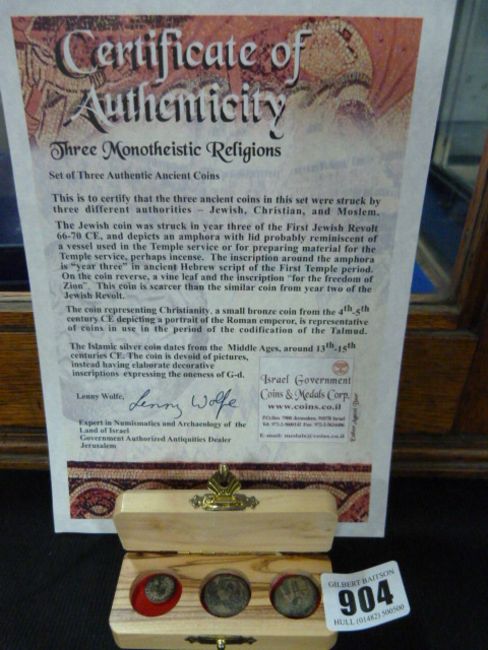 Certificate of
Authenticity
Three Monotheistic Religions
Set of Three Authentic Ancient Coins
This is to certify that the three ancient coins in this set were struck by
three different authorities – Jewish, Christian, and Moslem.
The Jewish coin was struck in year three of the First Jewish Revolt
66-70 CE, and depicts an amphora with lid probably reminiscent of
a vessel used in the Temple service or for preparing material for the
Temple service, perhaps incense. The inscription around the amphora
is "year three" in ancient Hebrew script of the First Temple period.
On the coin reverse, a vine leaf and the inscription "for the freedom of
Zion". This coin is scarcer than the similar coin from year two of the
Jewish Revolt.
The coin representing Christianity, a small bronze coin from the 4th-5th
century CE depicting a portrait of the Roman emperor, is representative
of coins in use in the period of the codification of the Talmud.
The Islamic silver coin dates from the Middle Ages, around 13th-15th
centuries CE. The coin is devoid of pictures,
instead having elaborate decorative
inscriptions expressing the oneness of G-d.
Lenny Wolfe,
Lenny Wolfe
Expert in Numismatics and Archaeology of the
Land of Israel
Government Authorized Antiquities Dealer
Jerusalem
Israel Government
Coins & Medals Corp.
www.coins.co.il
E-mail: medals@coins.co.il
GILBERT BAITSON
904
HULL (01482) 500500